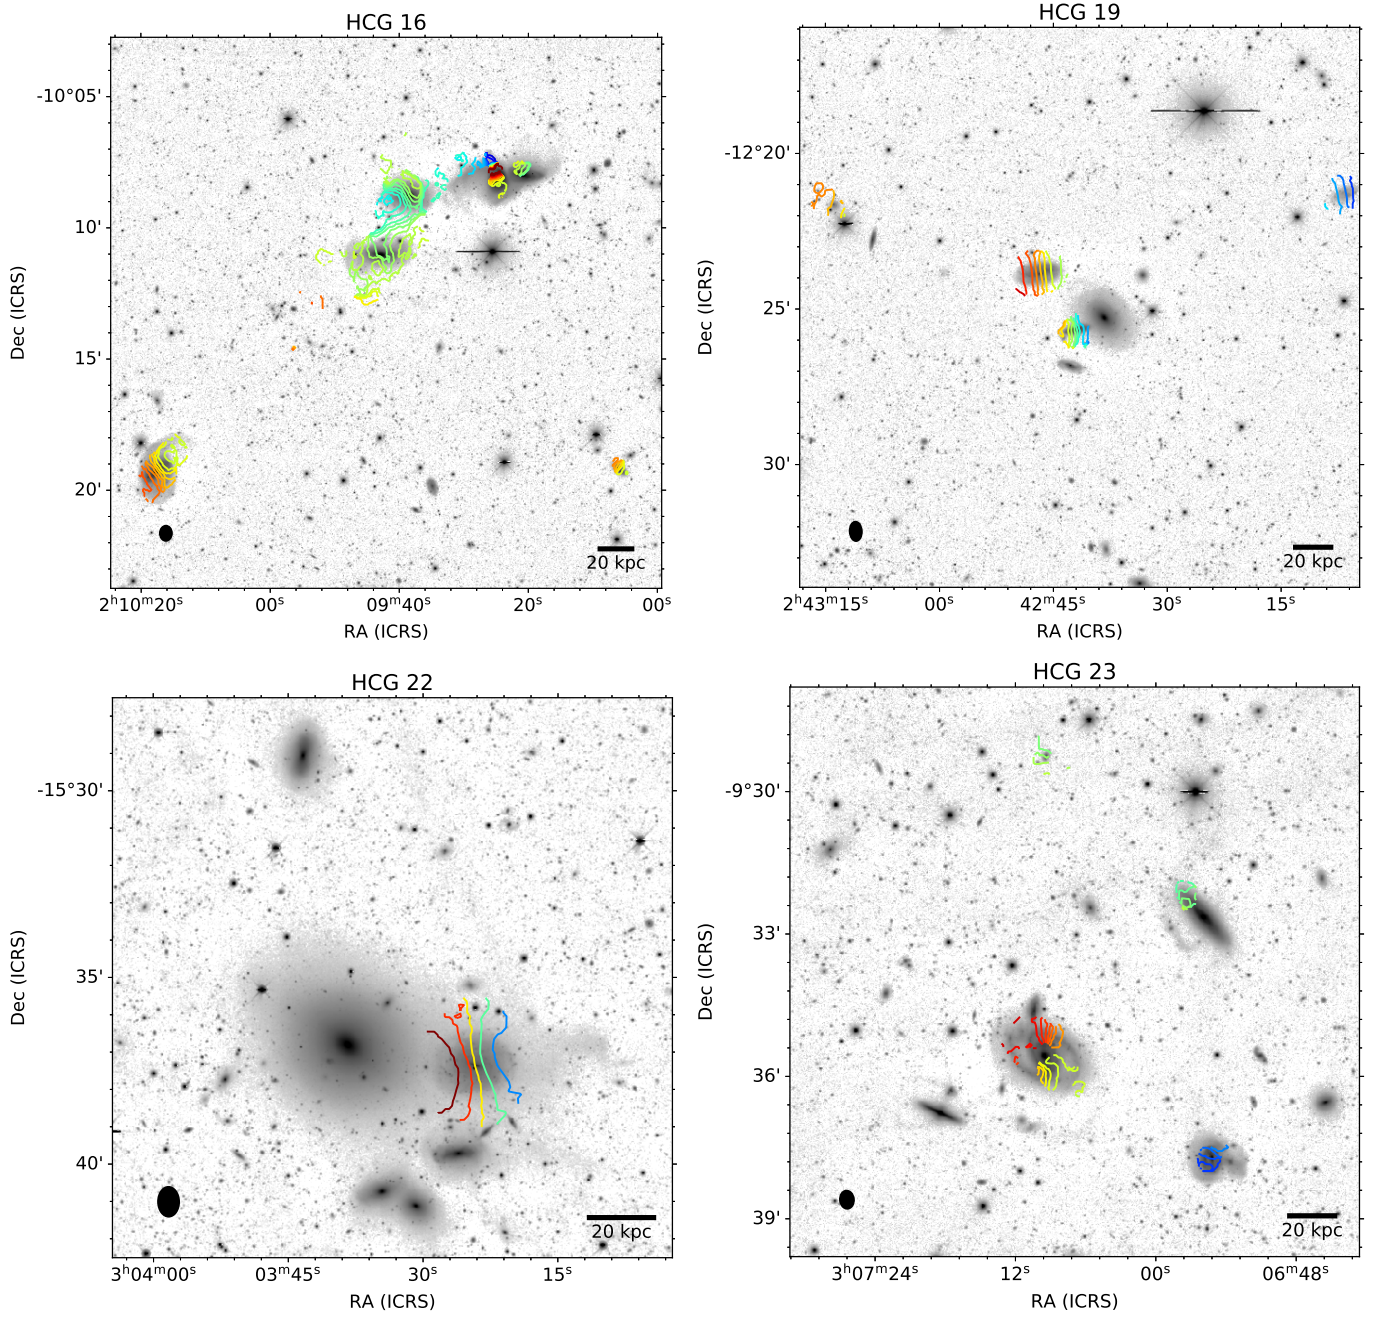 HCG 16
-10°05'
10'
15'
20'
Dec (ICRS)
20 kpc
2h10m20s 00s 09m40s 20s 00s
RA (ICRS)
HCG 19
-12°20'
25'
30'
Dec (ICRS)
20 kpc
2h43m15s 00s 42m45s 30s 15s
RA (ICRS)
HCG 22
-15°30'
35'
40'
Dec (ICRS)
20 kpc
3h04m00s 03m45s 30s 15s
RA (ICRS)
HCG 23
-9°30'
33'
36'
39'
Dec (ICRS)
20 kpc
3h07m24s 12s 00s 06m48s
RA (ICRS)